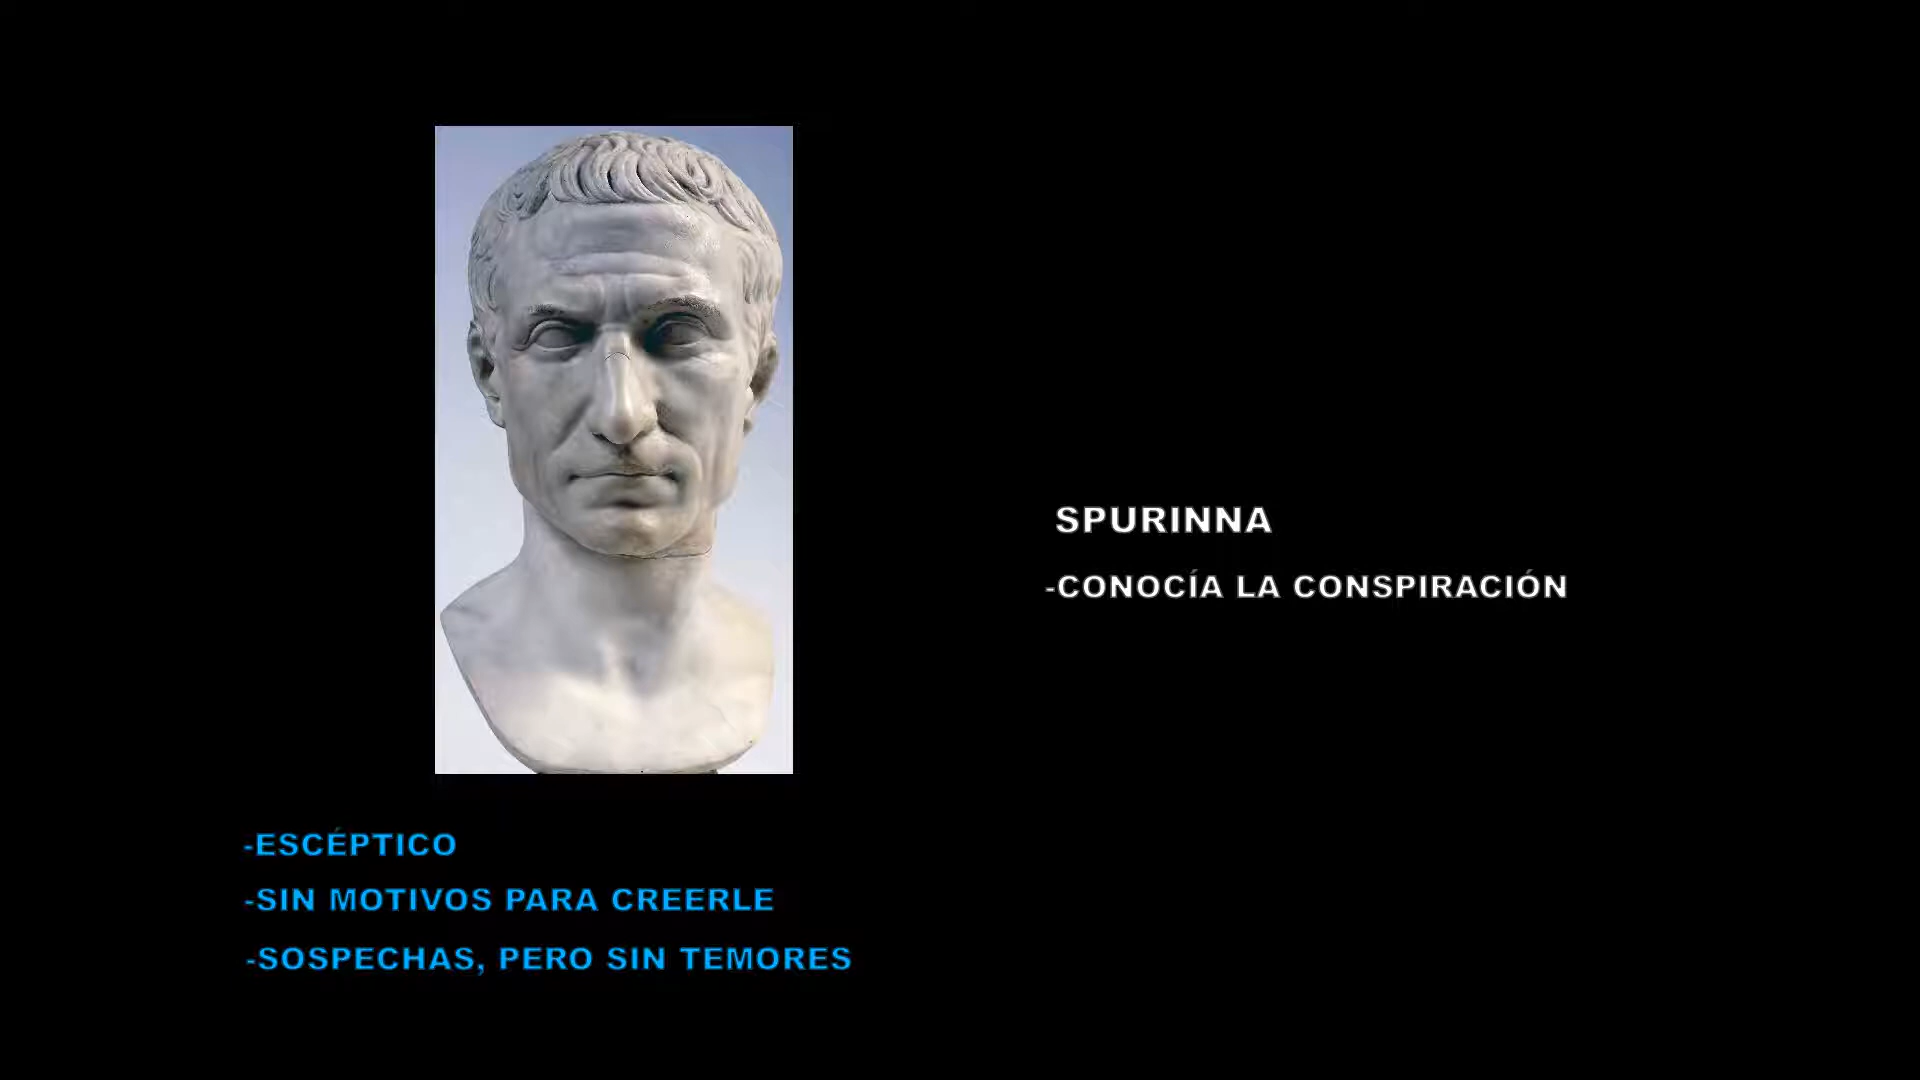 SPURINNA
-CONOCÍA LA CONSPIRACIÓN
-ESCÉPTICO
-SIN MOTIVOS PARA CREERLE
-SOSPECHAS, PERO SIN TEMORES